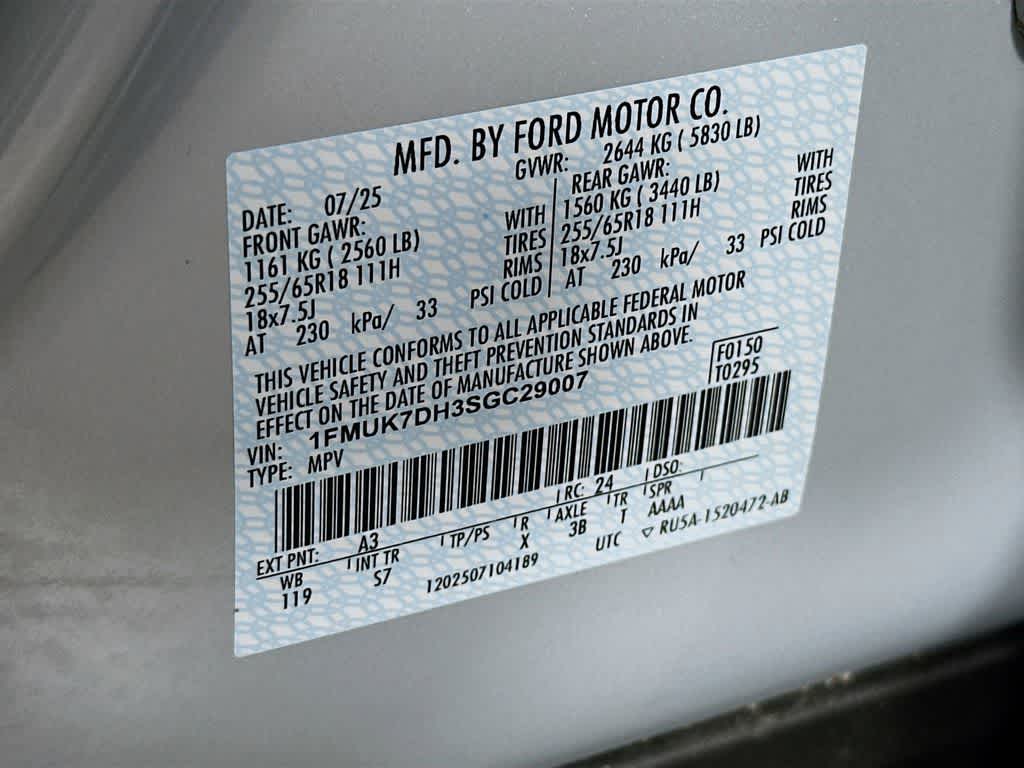 MFD. BY FORD MOTOR CO.
DATE: 07/25 GVWR: 2644 KG ( 5830 LB)
FRONT GAWR: REAR GAWR:
1161 KG ( 2560 LB) WITH 1560 KG ( 3440 LB) WITH
255/65R18 111H TIRES 255/65R18 111H TIRES
18x7.5J RIMS 18x7.5J RIMS
AT 230 kPa/ 33 PSI COLD AT 230 kPa/ 33 PSI COLD
THIS VEHICLE CONFORMS TO ALL APPLICABLE FEDERAL MOTOR
VEHICLE SAFETY AND THEFT PREVENTION STANDARDS IN
EFFECT ON THE DATE OF MANUFACTURE SHOWN ABOVE.
VIN: 1FMUK7DH3SGC29007 F0150
TYPE: MPV T0295
EXT PNT: A3 RC: 24 DSO:
WB INT TR TP/PS R AXLE TR SPR
119 S7 X 3B T AAAA
1202507104189 UTC ▽ RU5A-1520472-AB